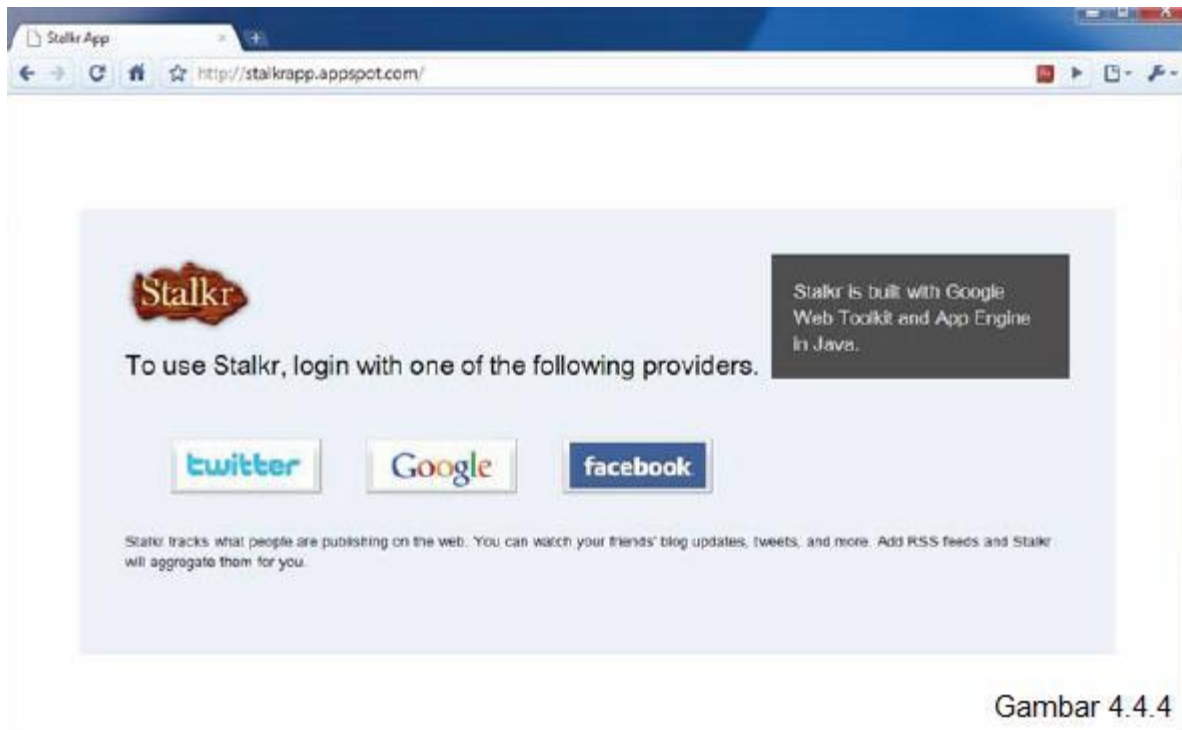 Stalkr App
http://stalkrapp.appspot.com/
Stalkr
Stalkr is built with Google
Web Toolkit and App Engine
in Java.
To use Stalkr, login with one of the following providers.
twitter
Google
facebook
Stalkr tracks what people are publishing on the web. You can watch your friends' blog updates, tweets, and more. Add RSS feeds and Stalkr
will aggregate them for you.
Gambar 4.4.4